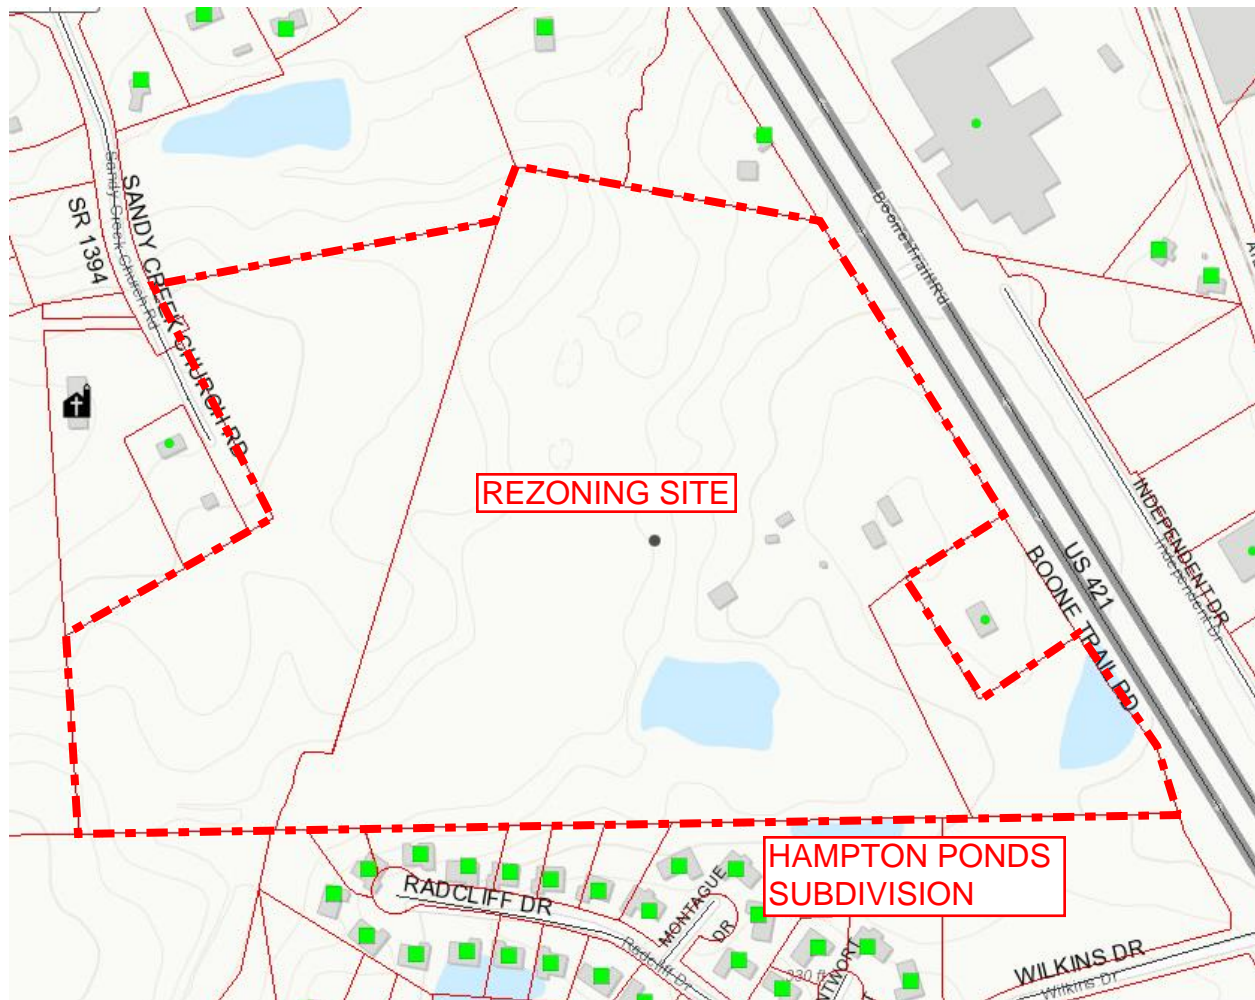 SANDY CREEK CHURCH RD
Sandy Creek Church Rd
SR 1394
Boone Trail Rd
REZONING SITE
US 421
BOONE TRAIL RD
INDEPENDENT DR
Independent Dr
HAMPTON PONDS
SUBDIVISION
RADCLIFF DR
Radcliff Dr
MONTAGUE
DR
930 ft
NTWORT
WILKINS DR
Wilkins Dr